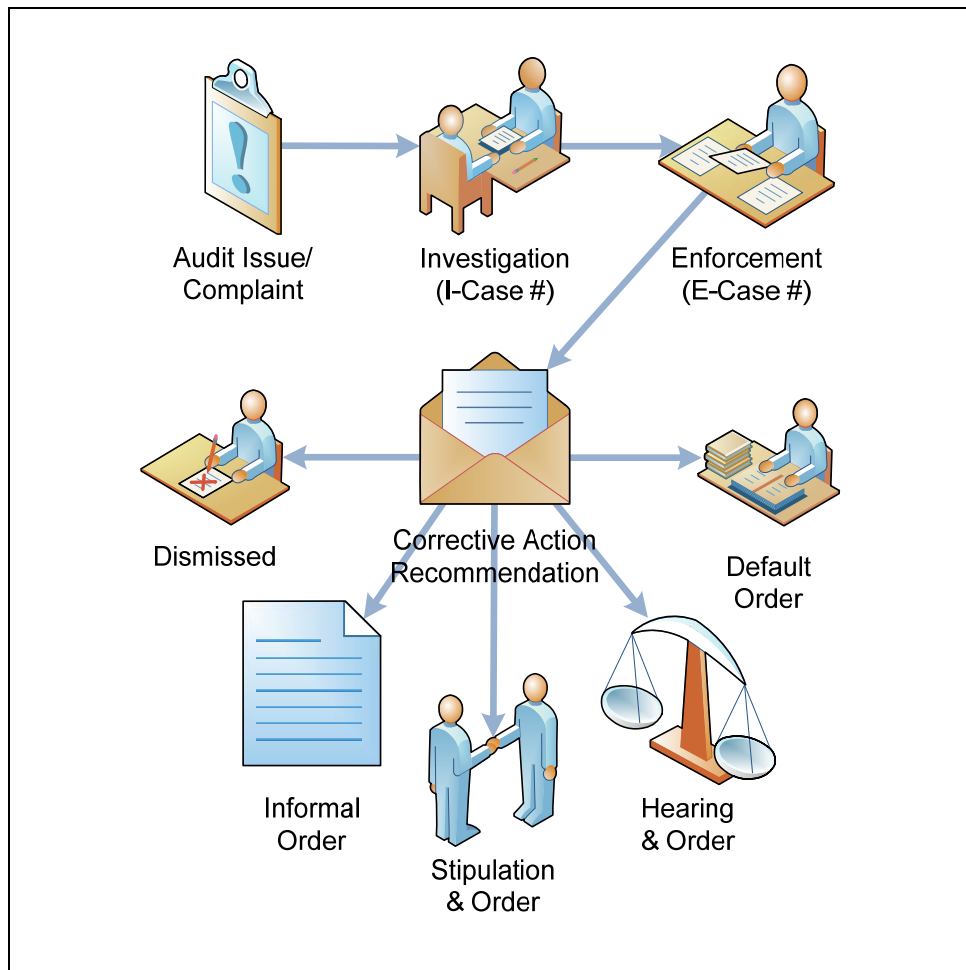 Audit Issue/
Complaint
Investigation
(I-Case #)
Enforcement
(E-Case #)
Dismissed
Corrective Action
Recommendation
Default
Order
Informal
Order
Stipulation
& Order
Hearing
& Order